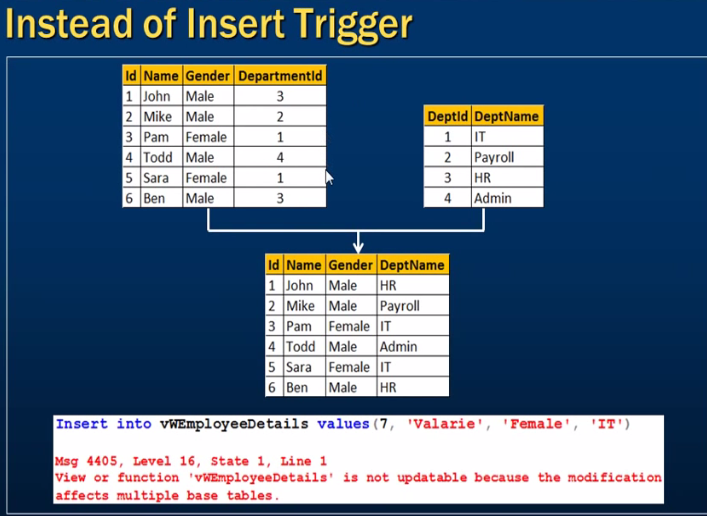 Instead of Insert Trigger
Id Name Gender DepartmentId
1 John Male 3
2 Mike Male 2
3 Pam Female 1
4 Todd Male 4
5 Sara Female 1
6 Ben Male 3
DeptId DeptName
1 IT
2 Payroll
3 HR
4 Admin
Id Name Gender DeptName
1 John Male HR
2 Mike Male Payroll
3 Pam Female IT
4 Todd Male Admin
5 Sara Female IT
6 Ben Male HR
Insert into vWEmployeeDetails values(7, 'Valarie', 'Female', 'IT')
Msg 4405, Level 16, State 1, Line 1
View or function 'vWEmployeeDetails' is not updatable because the modification
affects multiple base tables.